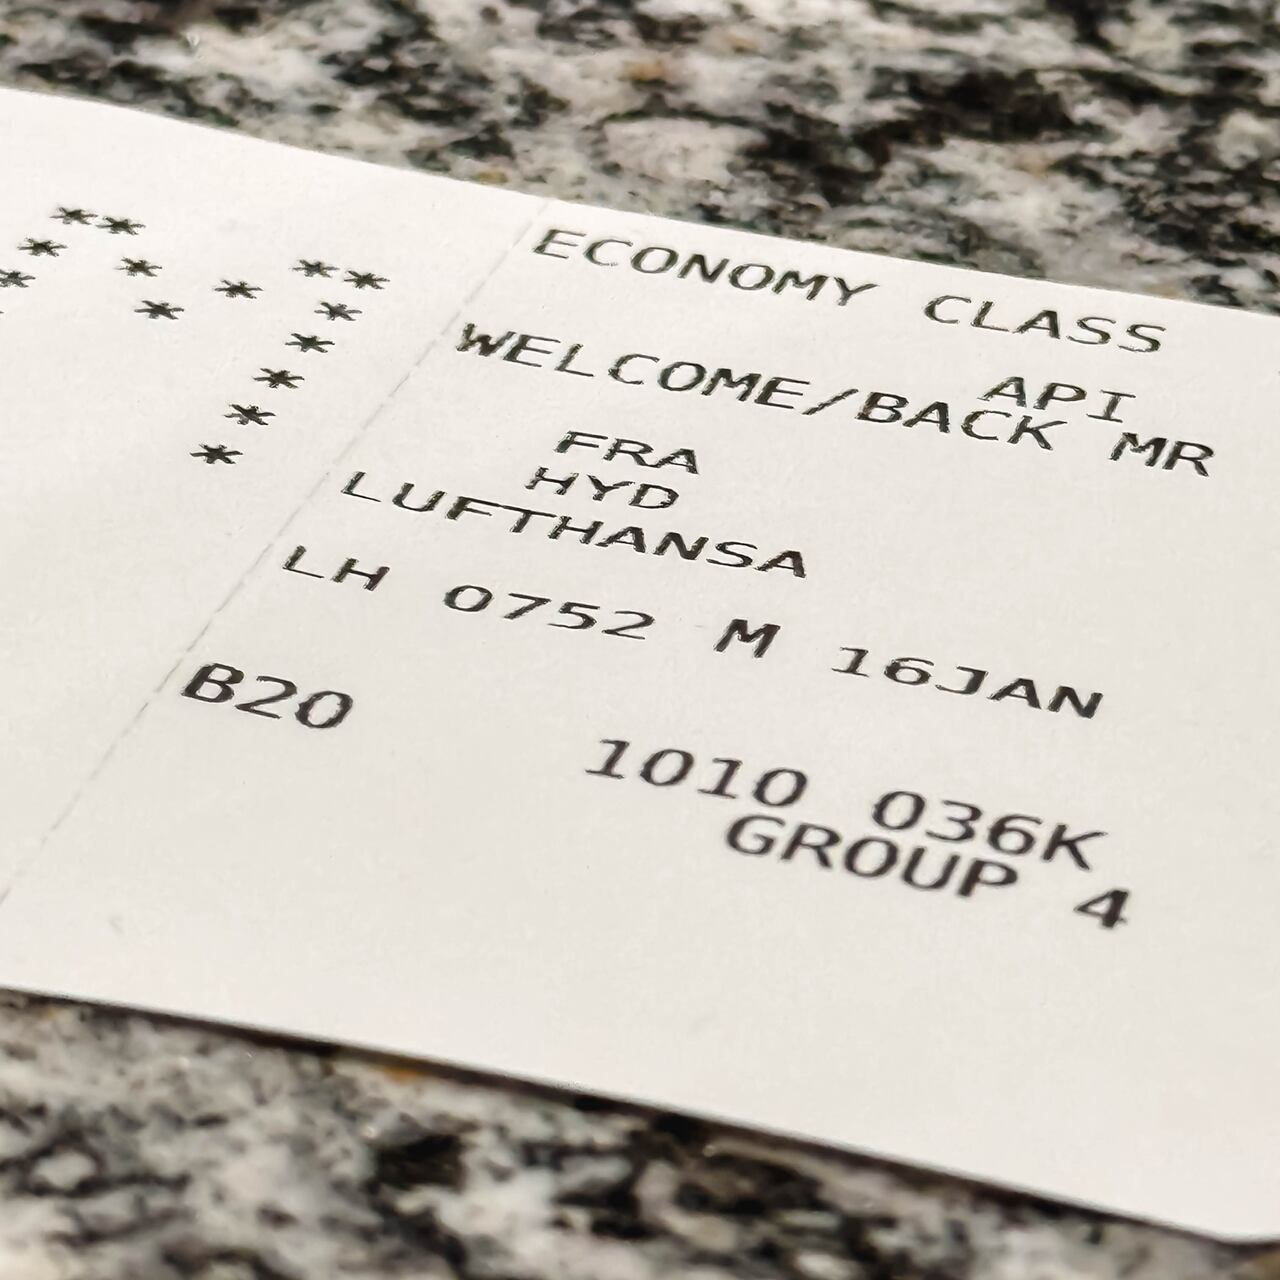 ECONOMY CLASS
API
WELCOME/BACK MR
FRA
HYD
LUFTHANSA
LH 0752 M 16JAN
B20 1010 036K
GROUP 4